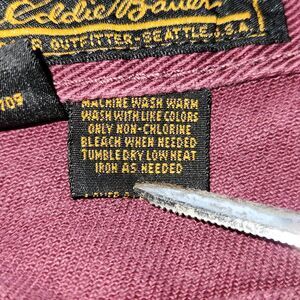 Eddie Bauer
R OUTFITTER-SEATTLE, U.S.A.
109
MACHINE WASH WARM
WASH WITH LIKE COLORS
ONLY NON-CHLORINE
BLEACH WHEN NEEDED
TUMBLE DRY LOW HEAT
IRON AS NEEDED